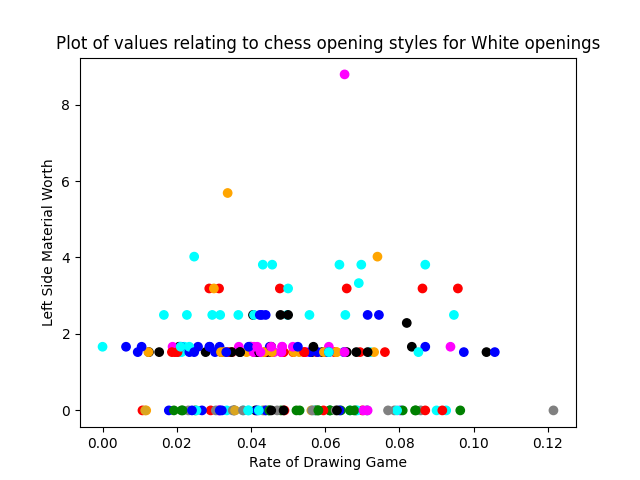 Plot of values relating to chess opening styles for White openings
Left Side Material Worth
8
6
4
2
0
0.00 0.02 0.04 0.06 0.08 0.10 0.12
Rate of Drawing Game